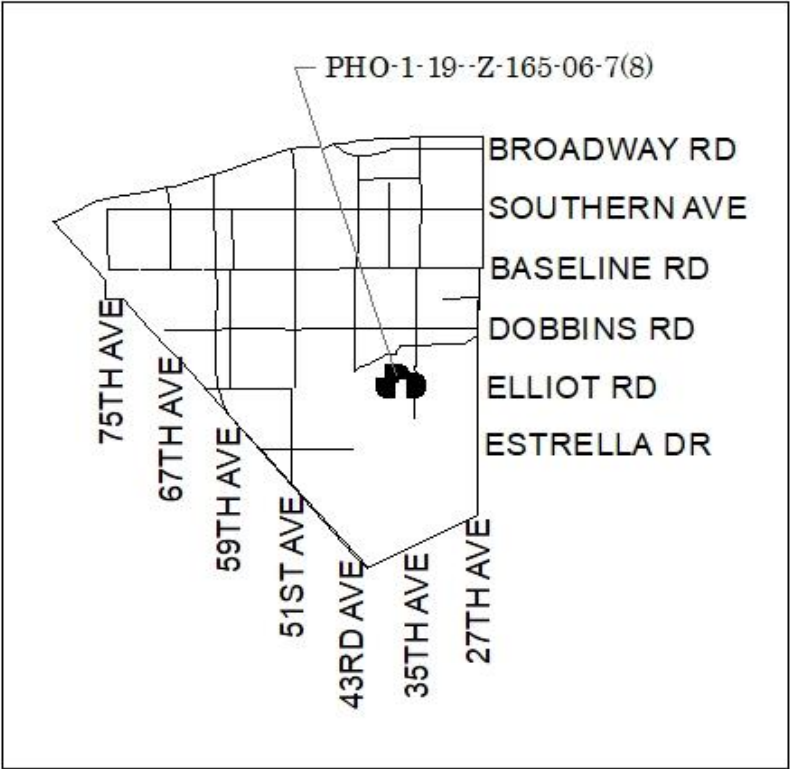 PHO-1-19--Z-165-06-7(8)
BROADWAY RD
SOUTHERN AVE
BASELINE RD
DOBBINS RD
ELLIOT RD
ESTRELLA DR
75TH AVE
67TH AVE
59TH AVE
51ST AVE
43RD AVE
35TH AVE
27TH AVE